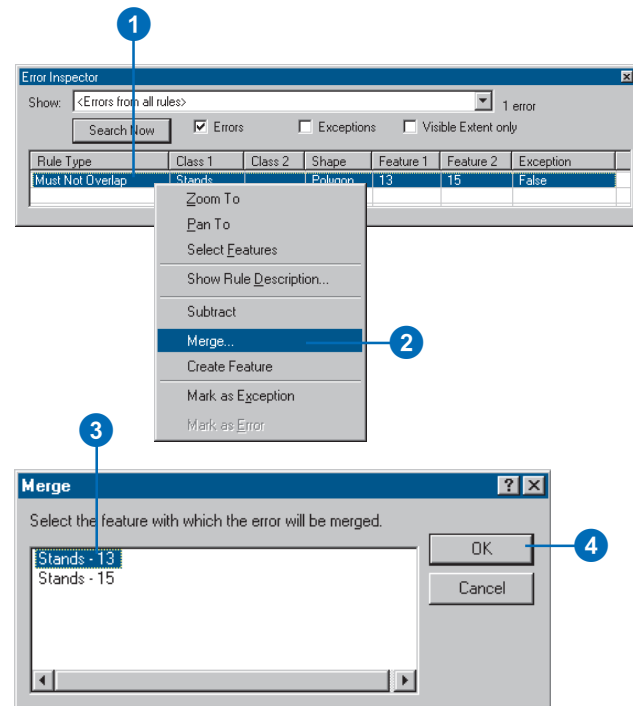 1
Error Inspector
Show: <Errors from all rules> 1 error
Search Now Errors Exceptions Visible Extent only
Rule Type Class 1 Class 2 Shape Feature 1 Feature 2 Exception
Must Not Overlap Stands Polygon 13 15 False
Zoom To
Pan To
Select Features
Show Rule Description...
Subtract
Merge... 2
Create Feature
Mark as Exception
Mark as Error
3
Merge
Select the feature with which the error will be merged.
Stands - 13
OK 4
Stands - 15
Cancel